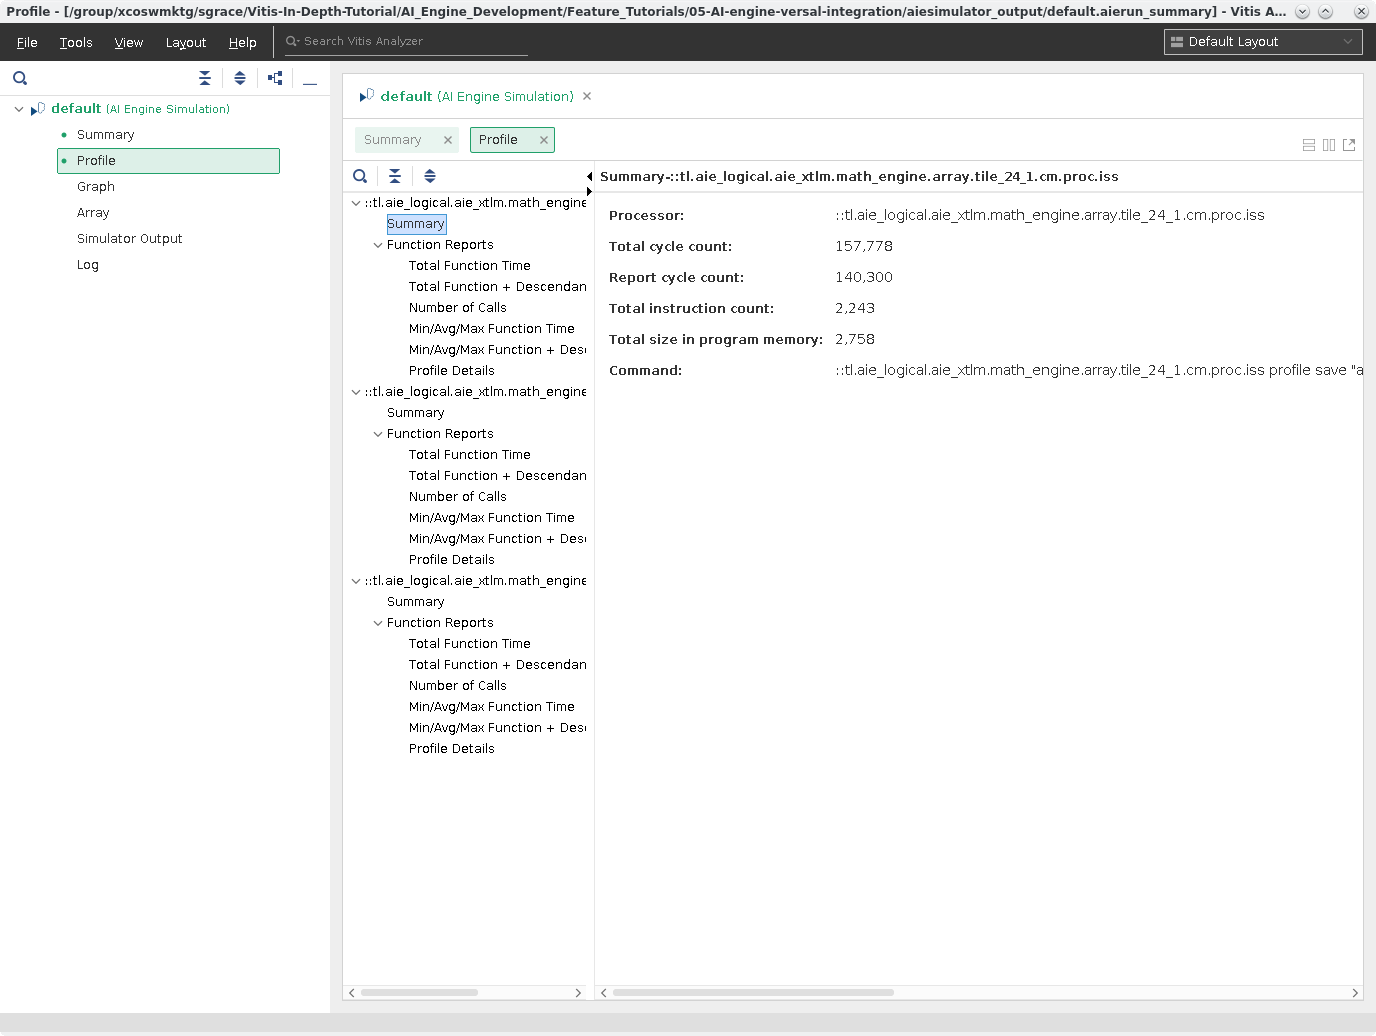 Profile - [/group/xcoswmktg/sgrace/Vitis-In-Depth-Tutorial/AI_Engine_Development/Feature_Tutorials/05-AI-engine-versal-integration/aiesimulator_output/default.aierun_summary] - Vitis A...
File Tools View Layout Help Search Vitis Analyzer Default Layout
default (AI Engine Simulation)
Summary
Profile
Graph
Array
Simulator Output
Log
default (AI Engine Simulation)
Summary Profile
::tl.aie_logical.aie_xtlm.math_engine
Summary
Function Reports
Total Function Time
Total Function + Descendan
Number of Calls
Min/Avg/Max Function Time
Min/Avg/Max Function + Des
Profile Details
::tl.aie_logical.aie_xtlm.math_engine
Summary
Function Reports
Total Function Time
Total Function + Descendan
Number of Calls
Min/Avg/Max Function Time
Min/Avg/Max Function + Des
Profile Details
::tl.aie_logical.aie_xtlm.math_engine
Summary
Function Reports
Total Function Time
Total Function + Descendan
Number of Calls
Min/Avg/Max Function Time
Min/Avg/Max Function + Des
Profile Details
Summary-::tl.aie_logical.aie_xtlm.math_engine.array.tile_24_1.cm.proc.iss
Processor: ::tl.aie_logical.aie_xtlm.math_engine.array.tile_24_1.cm.proc.iss
Total cycle count: 157,778
Report cycle count: 140,300
Total instruction count: 2,243
Total size in program memory: 2,758
Command: ::tl.aie_logical.aie_xtlm.math_engine.array.tile_24_1.cm.proc.iss profile save "a